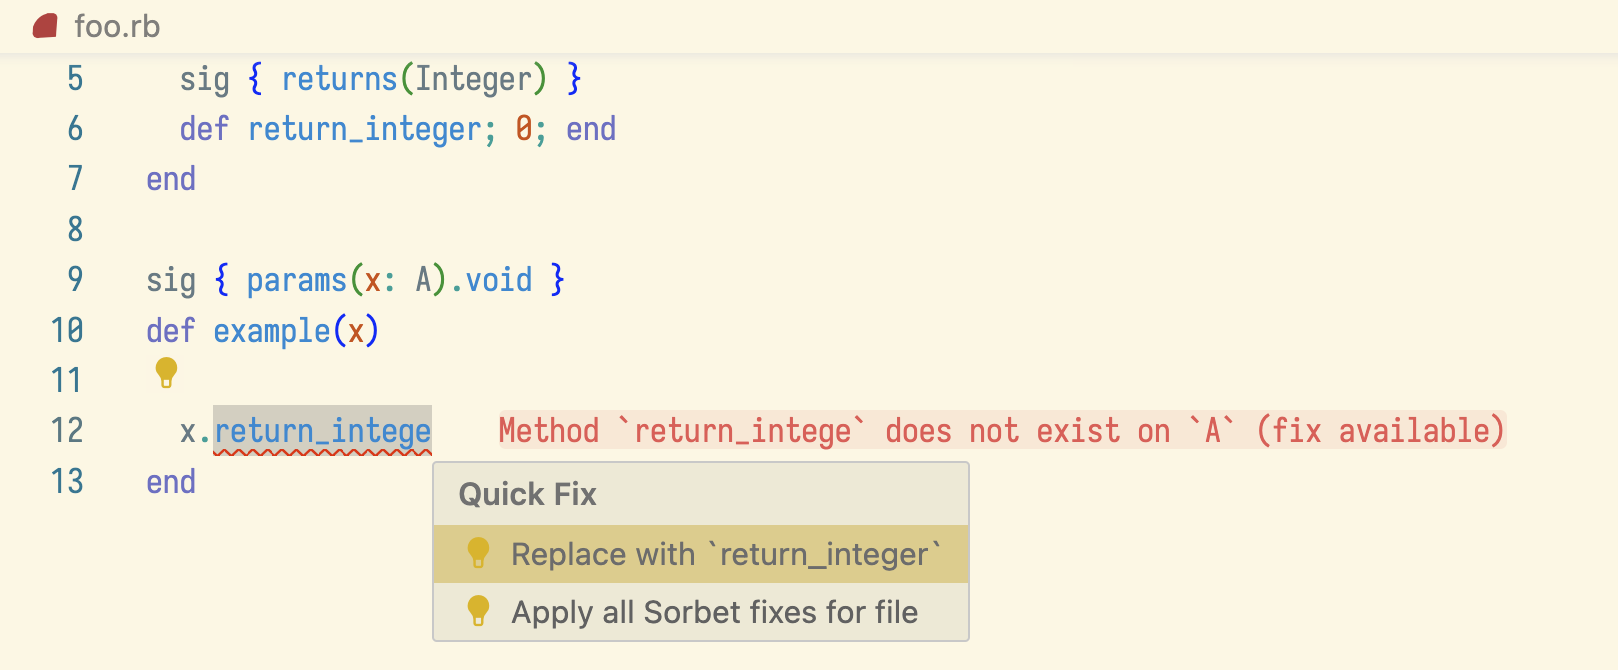 foo.rb
5 sig { returns(Integer) }
6 def return_integer; 0; end
7 end
8
9 sig { params(x: A).void }
10 def example(x)
11
12 x.return_intege Method `return_intege` does not exist on `A` (fix available)
13 end
Quick Fix
Replace with `return_integer`
Apply all Sorbet fixes for file